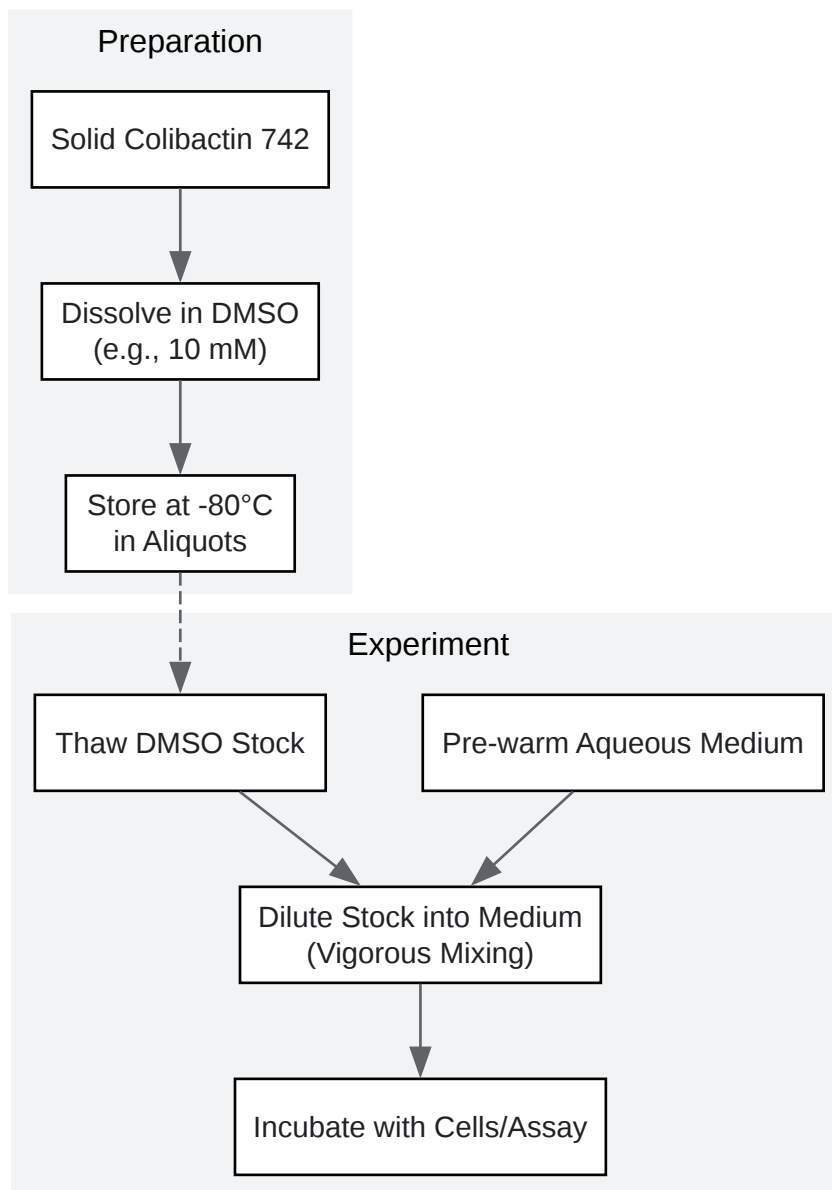 Preparation
Solid Colibactin 742
Dissolve in DMSO
(e.g., 10 mM)
Store at -80°C
in Aliquots
Experiment
Thaw DMSO Stock
Pre-warm Aqueous Medium
Dilute Stock into Medium
(Vigorous Mixing)
Incubate with Cells/Assay